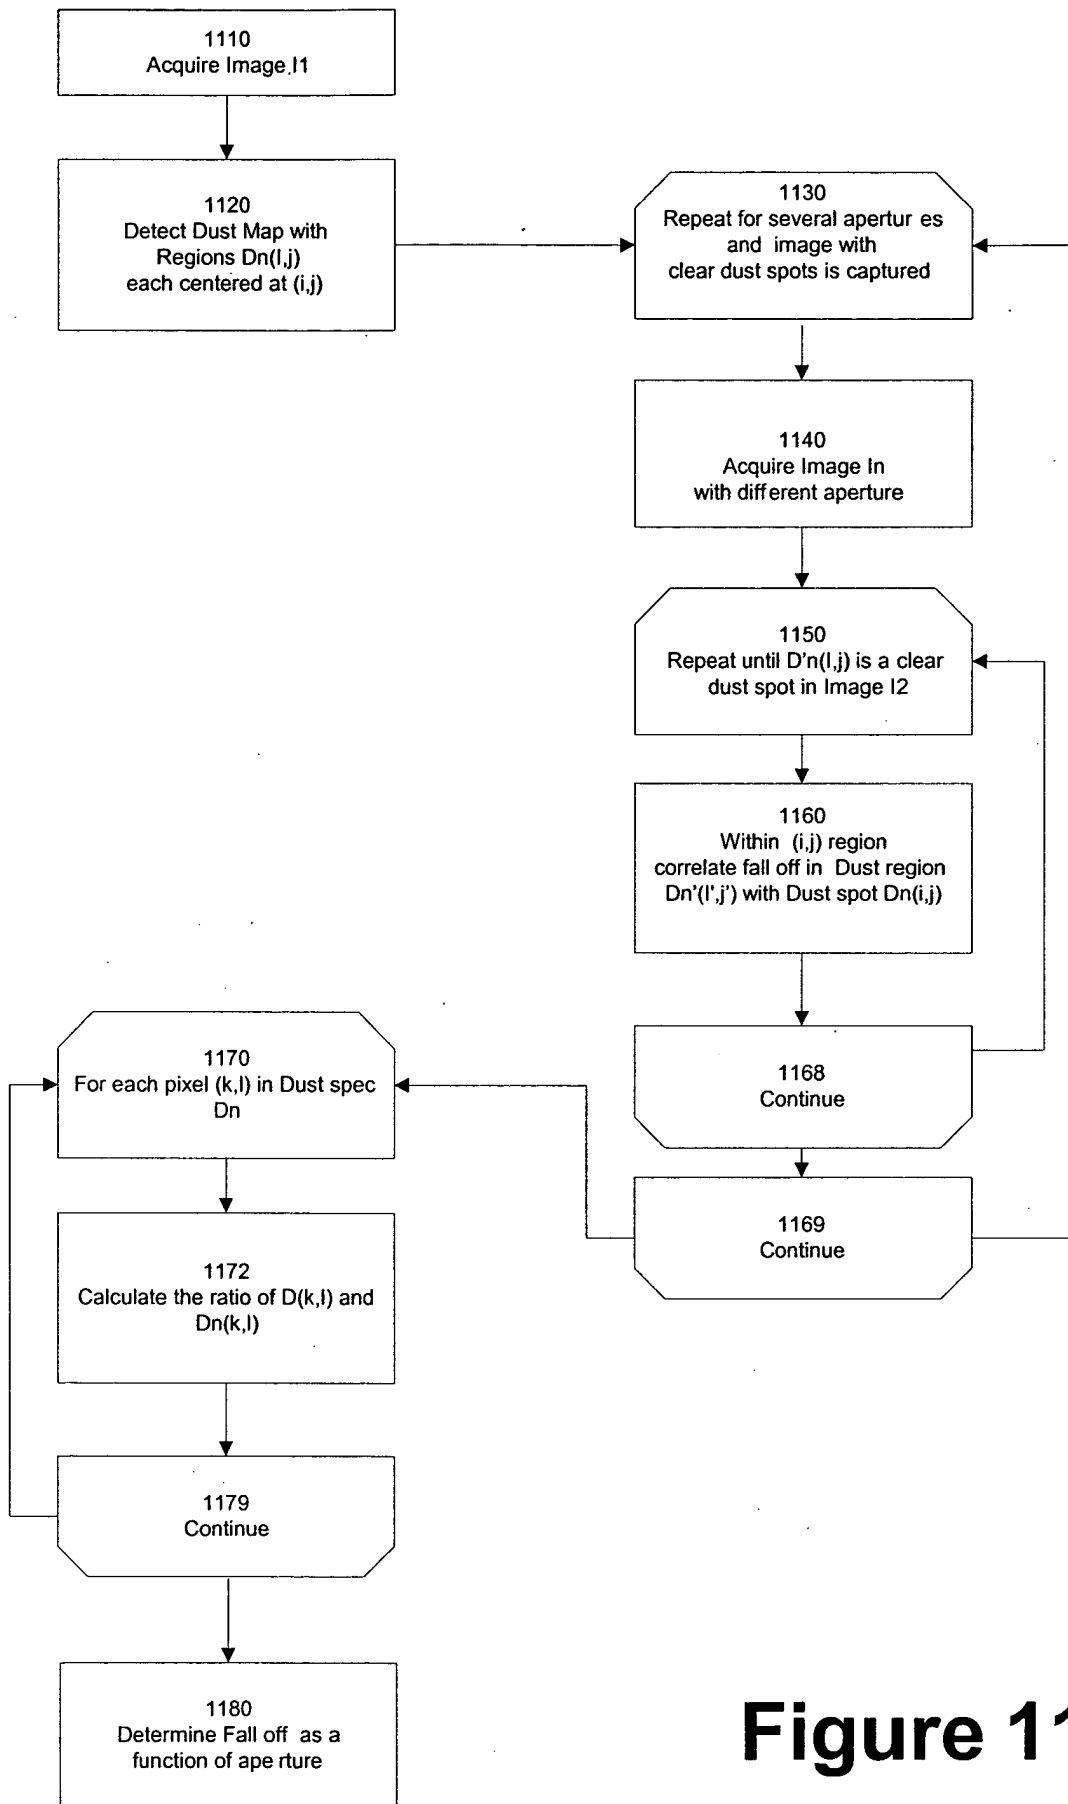 1110
Acquire Image I1
1120
Detect Dust Map with
Regions Dn(I,j)
each centered at (i,j)
1130
Repeat for several apertur es
and image with
clear dust spots is captured
1140
Acquire Image In
with different aperture
1150
Repeat until D'n(I,j) is a clear
dust spot in Image I2
1160
Within (i,j) region
correlate fall off in Dust region
Dn'(I',j') with Dust spot Dn(i,j)
1168
Continue
1169
Continue
1170
For each pixel (k,l) in Dust spec
Dn
1172
Calculate the ratio of D(k,l) and
Dn(k,l)
1179
Continue
1180
Determine Fall off as a
function of ape rture
Figure 11